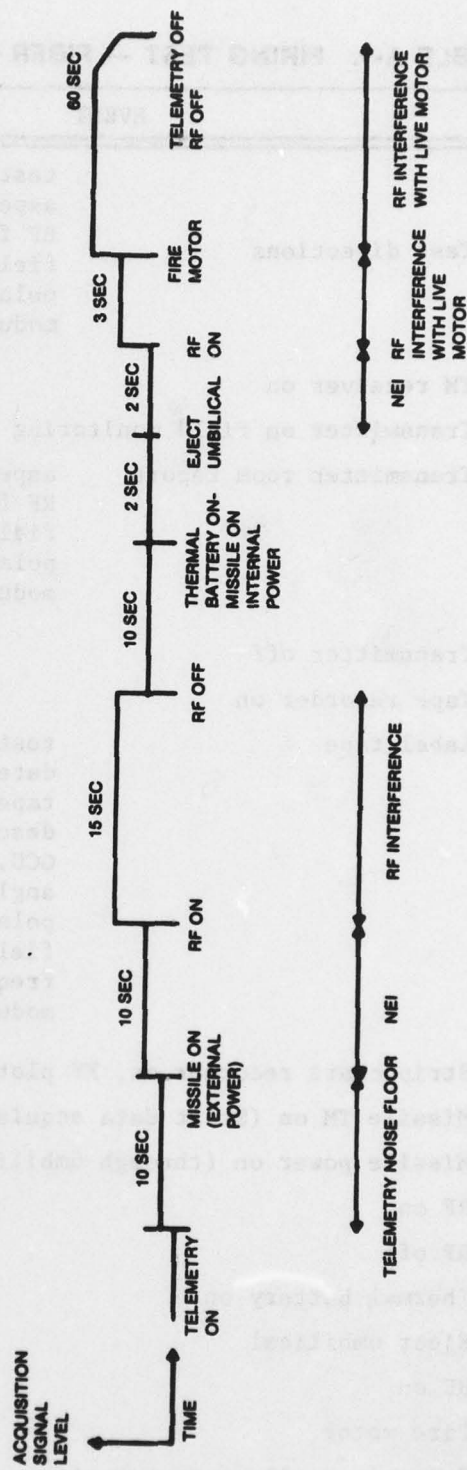 ACQUISITION
SIGNAL
LEVEL
TIME
TELEMETRY
ON
10 SEC
MISSILE ON
(EXTERNAL
POWER)
10 SEC
RF ON
15 SEC
RF OFF
10 SEC
THERMAL
BATTERY ON-
MISSILE ON
INTERNAL
POWER
2 SEC
EJECT
UMBILICAL
2 SEC
RF
ON
3 SEC
FIRE
MOTOR
60 SEC
TELEMETRY OFF
RF OFF
TELEMETRY NOISE FLOOR
NEI
RF INTERFERENCE
NEI
RF
INTERFERENCE
WITH LIVE
MOTOR
RF INTERFERENCE
WITH LIVE MOTOR